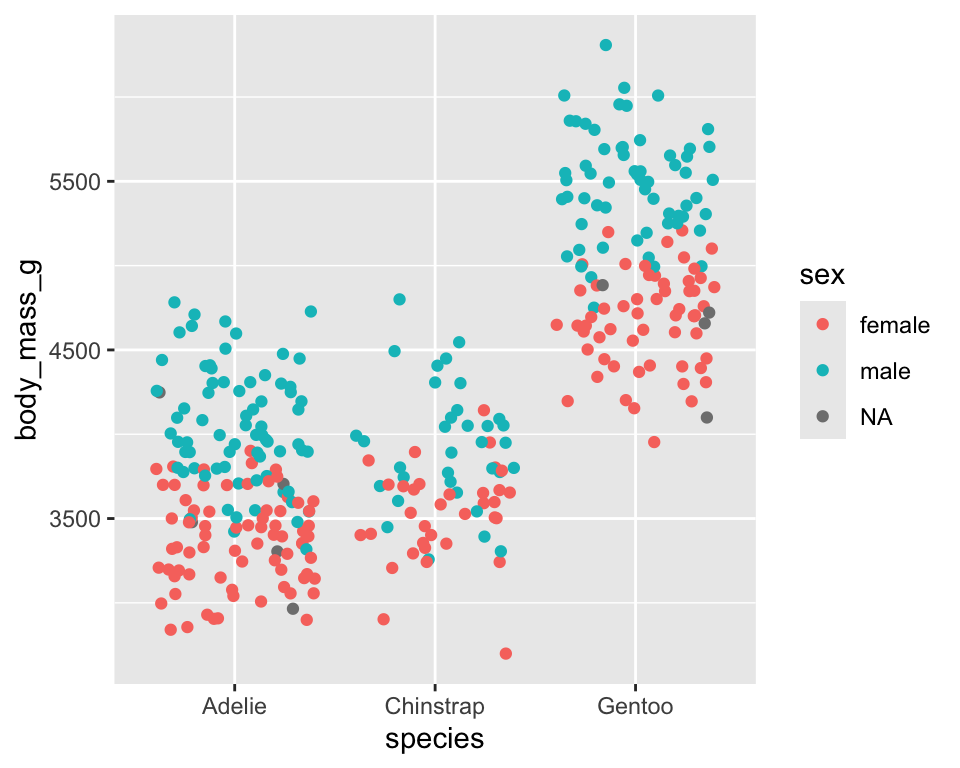 body_mass_g
5500
4500
3500
Adelie Chinstrap Gentoo
species
sex
female
male
NA